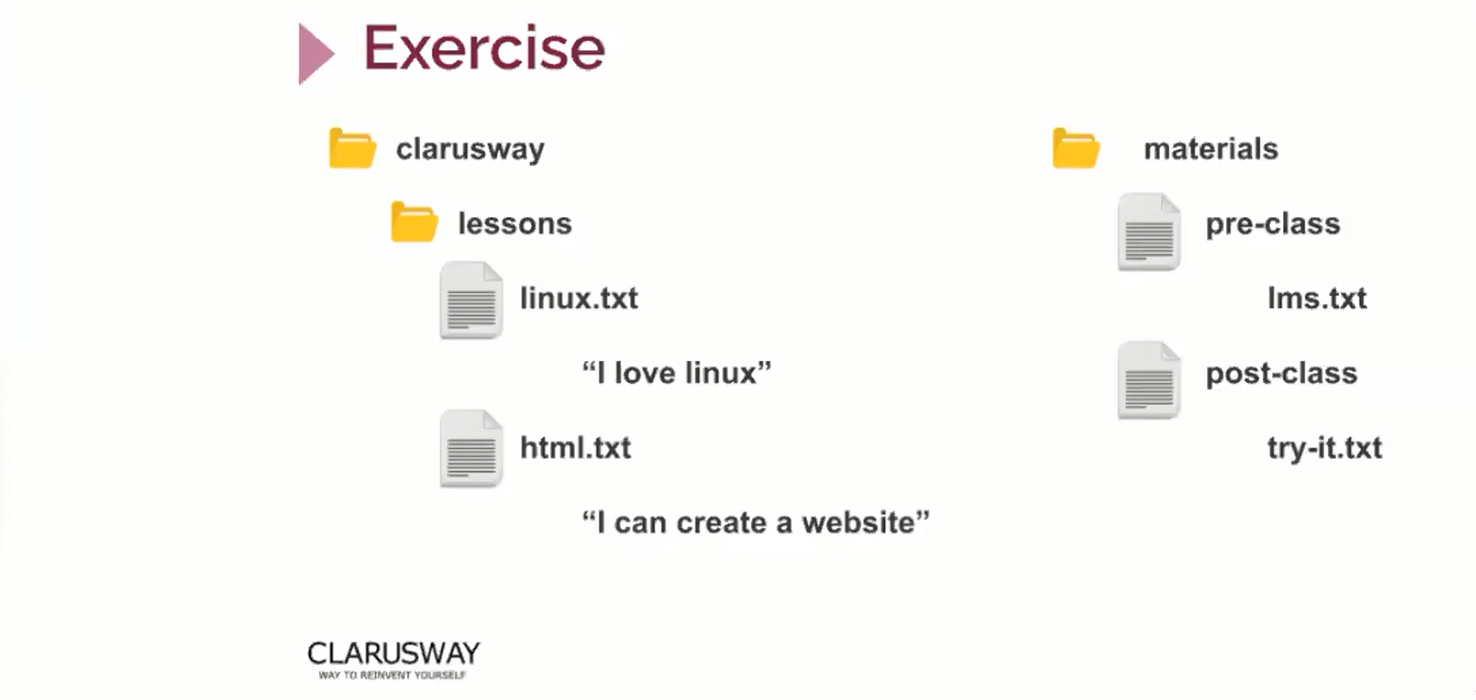 Exercise
clarusway
lessons
linux.txt
“I love linux”
html.txt
“I can create a website”
materials
pre-class
lms.txt
post-class
try-it.txt
CLARUSWAY
WAY TO REINVENT YOURSELF